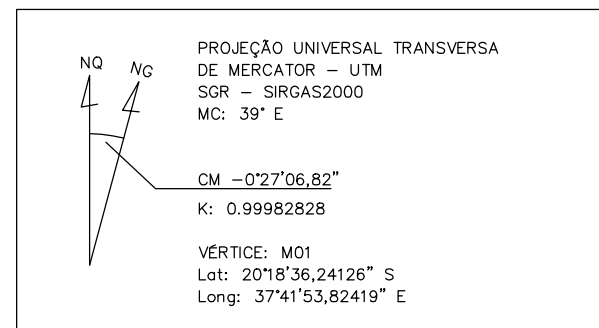 NQ
NG
PROJEÇÃO UNIVERSAL TRANSVERSA
DE MERCATOR – UTM
SGR – SIRGAS2000
MC: 39° E
CM –0°27'06,82"
K: 0.99982828
VÉRTICE: M01
Lat: 20°18'36,24126" S
Long: 37°41'53,82419" E